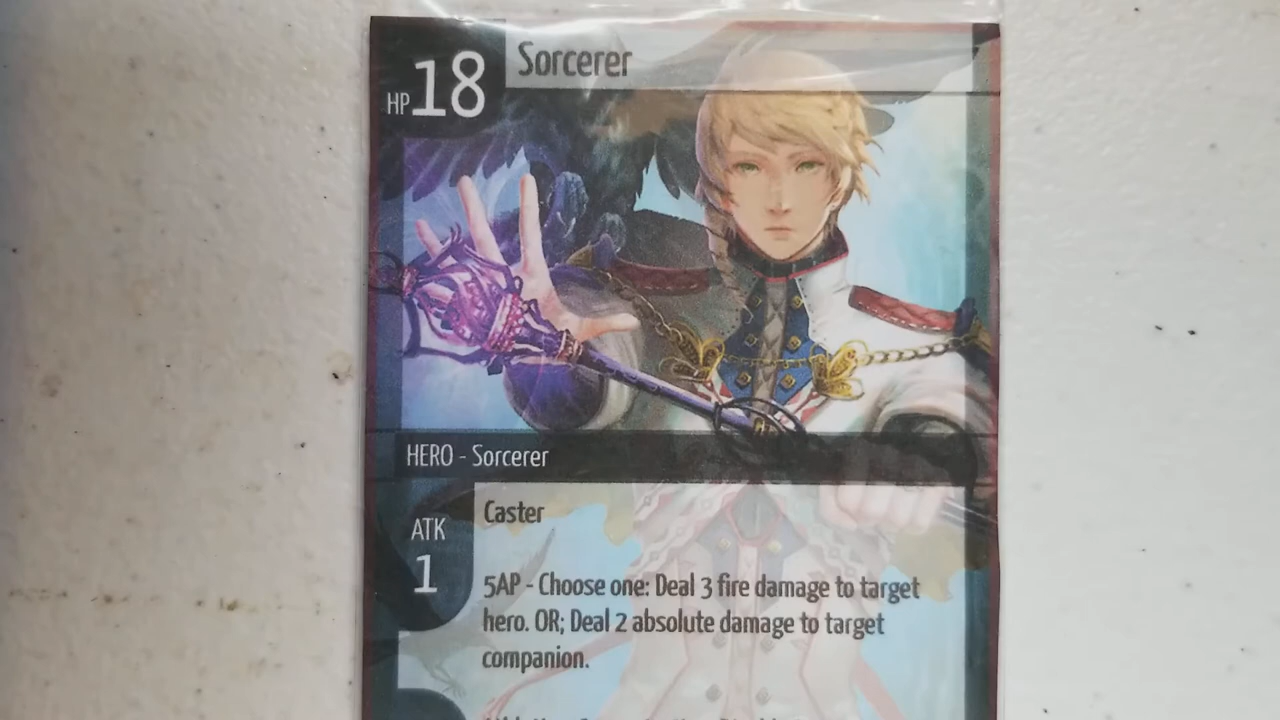 HP 18
Sorcerer
HERO - Sorcerer
ATK
1
Caster
5AP - Choose one: Deal 3 fire damage to target
hero. OR; Deal 2 absolute damage to target
companion.